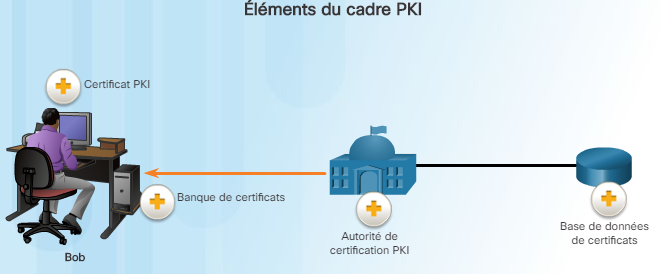 Éléments du cadre PKI
Certificat PKI
Banque de certificats
Bob
Autorité de
certification PKI
Base de données
de certificats